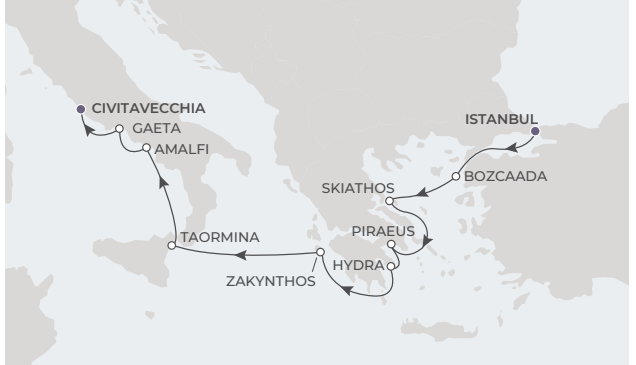 CIVITAVECCHIA
GAETA
AMALFI
ISTANBUL
BOZCAADA
SKIATHOS
PIRAEUS
TAORMINA
HYDRA
ZAKYNTHOS